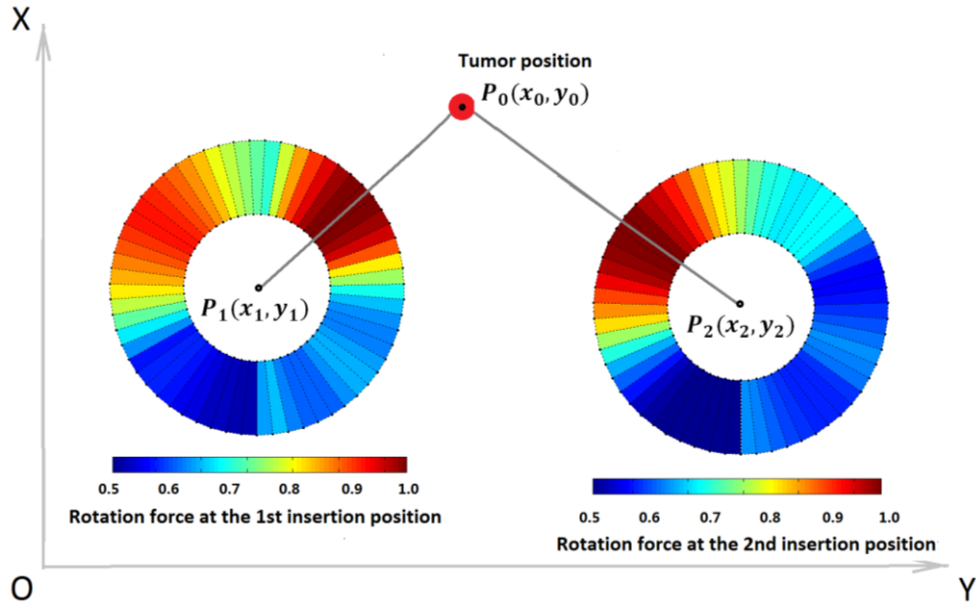 X
Tumor position
P₀(x₀, y₀)
P₁(x₁, y₁)
P₂(x₂, y₂)
0.5 0.6 0.7 0.8 0.9 1.0
Rotation force at the 1st insertion position
0.5 0.6 0.7 0.8 0.9 1.0
Rotation force at the 2nd insertion position
O
Y